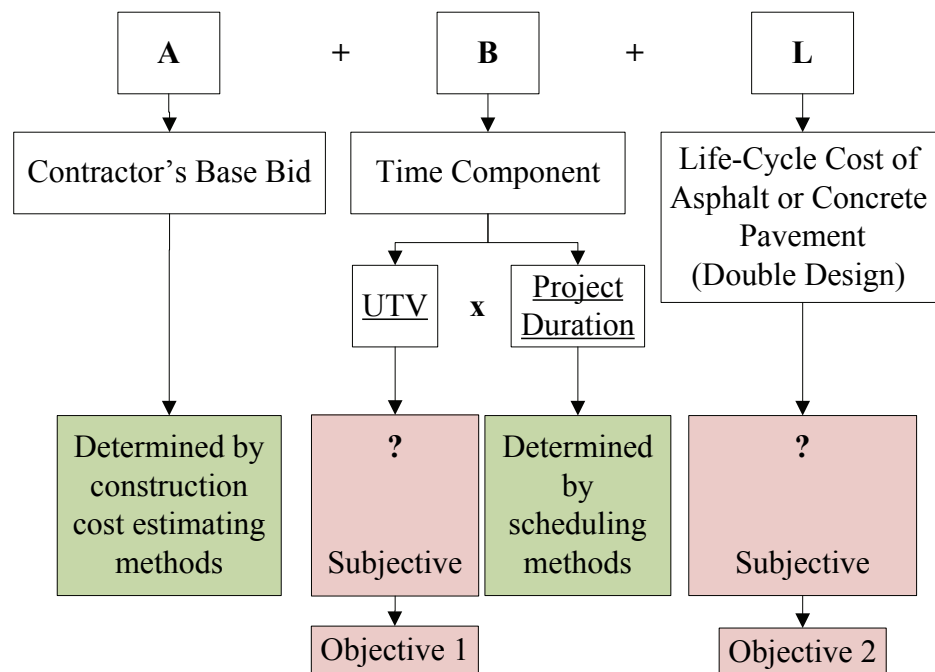 A + B + L
Contractor’s Base Bid
Time Component
Life-Cycle Cost of
Asphalt or Concrete
Pavement
(Double Design)
UTV x Project
Duration
Determined by
construction
cost estimating
methods
?
Subjective
Determined
by
scheduling
methods
?
Subjective
Objective 1
Objective 2